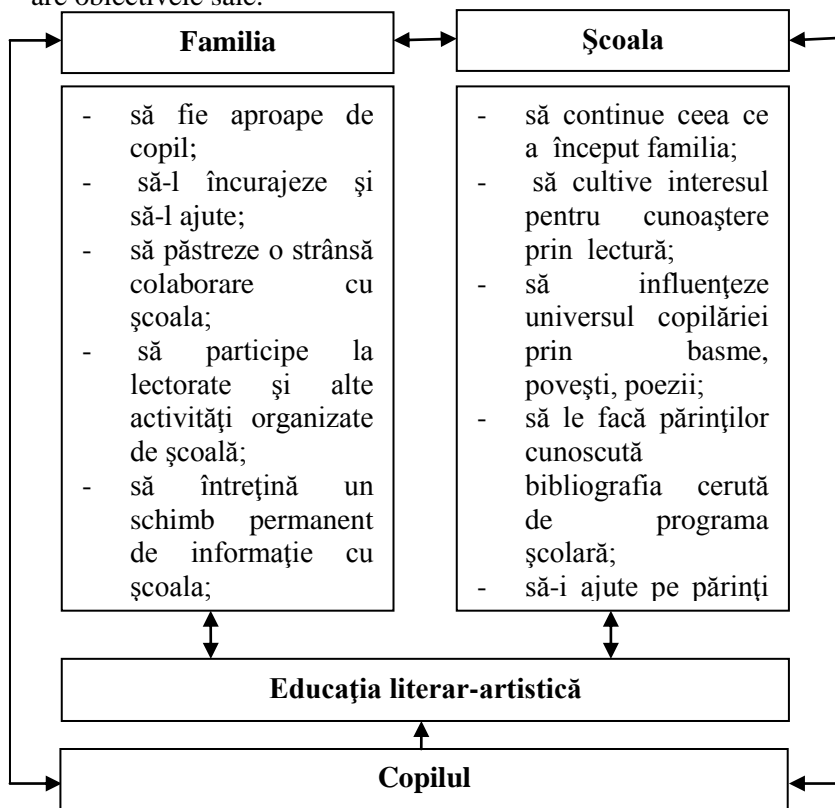 are obiectivele sale.
Familia
Şcoala
- să fie aproape de
copil;
- să-l încurajeze şi
să-l ajute;
- să păstreze o strânsă
colaborare cu
şcoala;
- să participe la
lectorate şi alte
activităţi organizate
de şcoală;
- să întreţină un
schimb permanent
de informaţie cu
şcoala;
- să continue ceea ce
a început familia;
- să cultive interesul
pentru cunoaştere
prin lectură;
- să influenţeze
universul copilăriei
prin basme,
poveşti, poezii;
- să le facă părinţilor
cunoscută
bibliografia cerută
de programa
şcolară;
- să-i ajute pe părinţi
Educaţia literar-artistică
Copilul